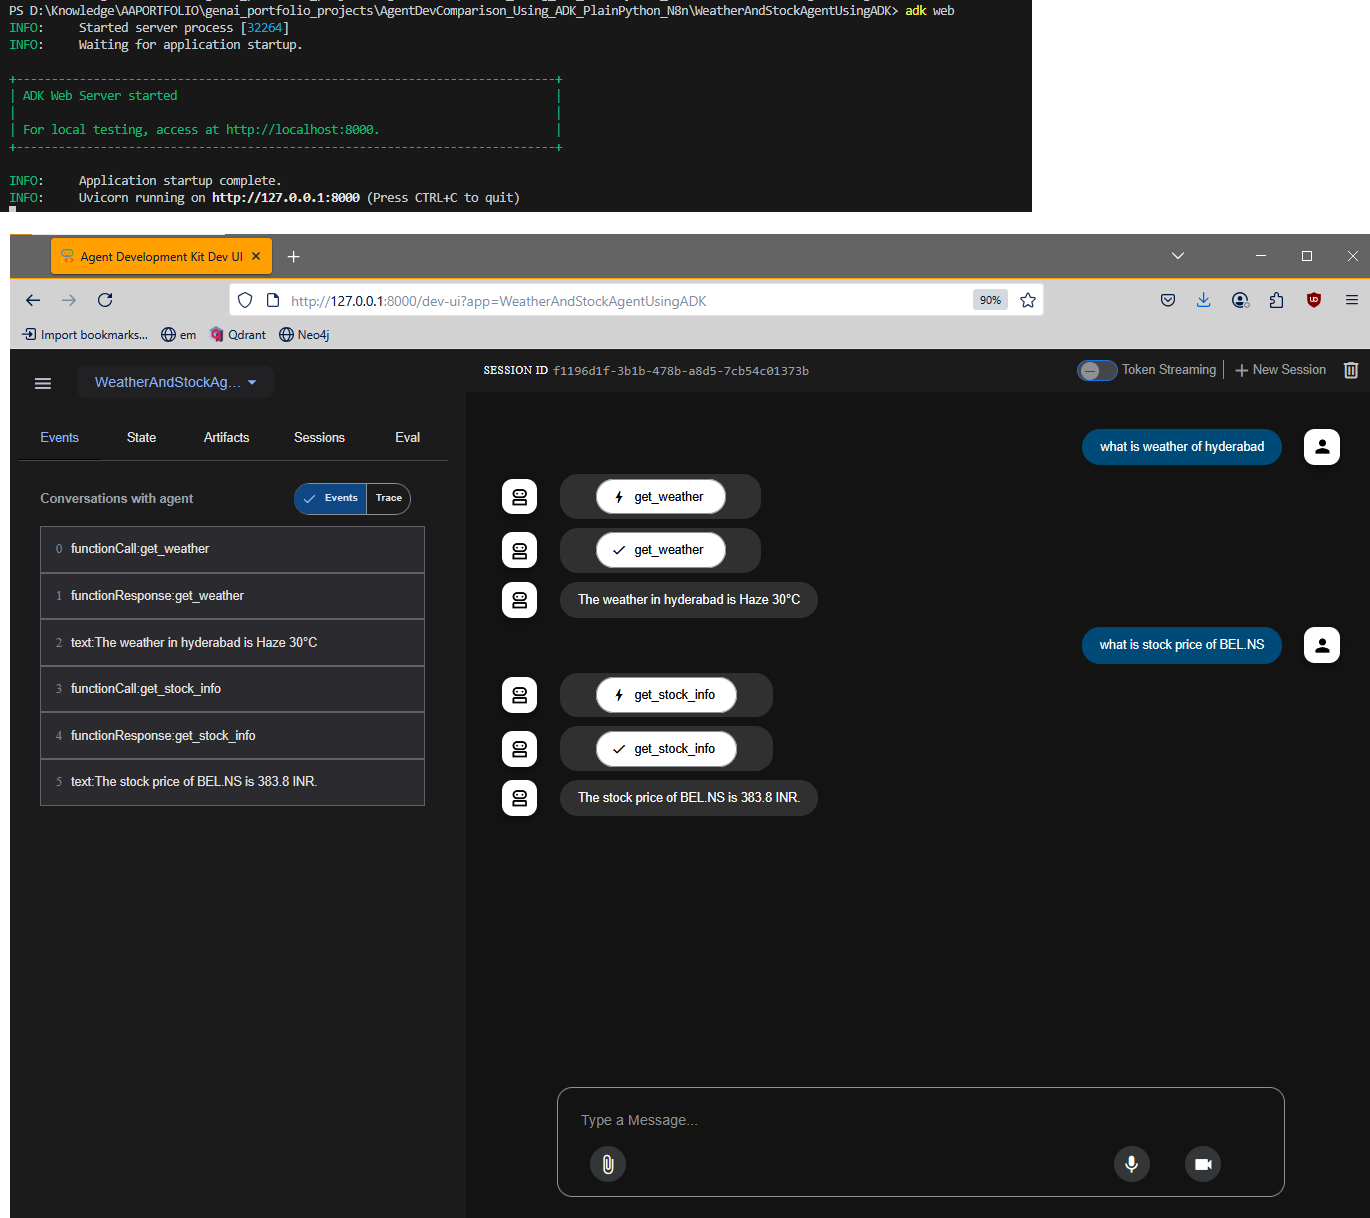 PS D:\Knowledge\AAPORTFOLIO\genai_portfolio_projects\AgentDevComparison_Using_ADK_PlainPython_N8n\WeatherAndStockAgentUsingADK> adk web
INFO:     Started server process [32264]
INFO:     Waiting for application startup.
+-----------------------------------------------------------------------------+
| ADK Web Server started                                                      |
|                                                                             |
| For local testing, access at http://localhost:8000.                         |
+-----------------------------------------------------------------------------+
INFO:     Application startup complete.
INFO:     Uvicorn running on http://127.0.0.1:8000 (Press CTRL+C to quit)
Agent Development Kit Dev UI
http://127.0.0.1:8000/dev-ui?app=WeatherAndStockAgentUsingADK
90%
Import bookmarks...
em
Qdrant
Neo4j
WeatherAndStockAg...
SESSION ID f1196d1f-3b1b-478b-a8d5-7cb54c01373b
Token Streaming
New Session
Events
State
Artifacts
Sessions
Eval
Conversations with agent
Events
Trace
0 functionCall:get_weather
1 functionResponse:get_weather
2 text:The weather in hyderabad is Haze 30°C
3 functionCall:get_stock_info
4 functionResponse:get_stock_info
5 text:The stock price of BEL.NS is 383.8 INR.
what is weather of hyderabad
get_weather
get_weather
The weather in hyderabad is Haze 30°C
what is stock price of BEL.NS
get_stock_info
get_stock_info
The stock price of BEL.NS is 383.8 INR.
Type a Message...